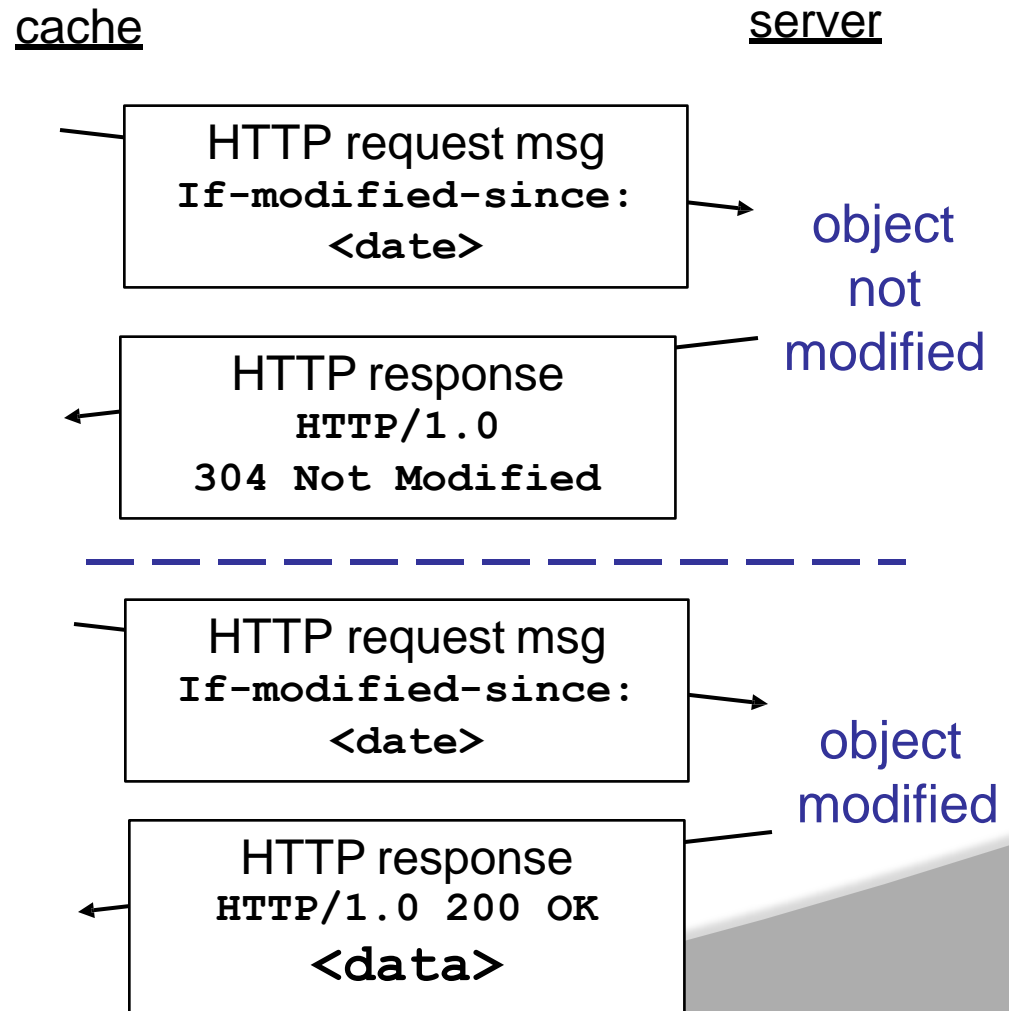 cache
server
HTTP request msg
If-modified-since:
<date>
object
not
modified
HTTP response
HTTP/1.0
304 Not Modified
HTTP request msg
If-modified-since:
<date>
object
modified
HTTP response
HTTP/1.0 200 OK
<data>